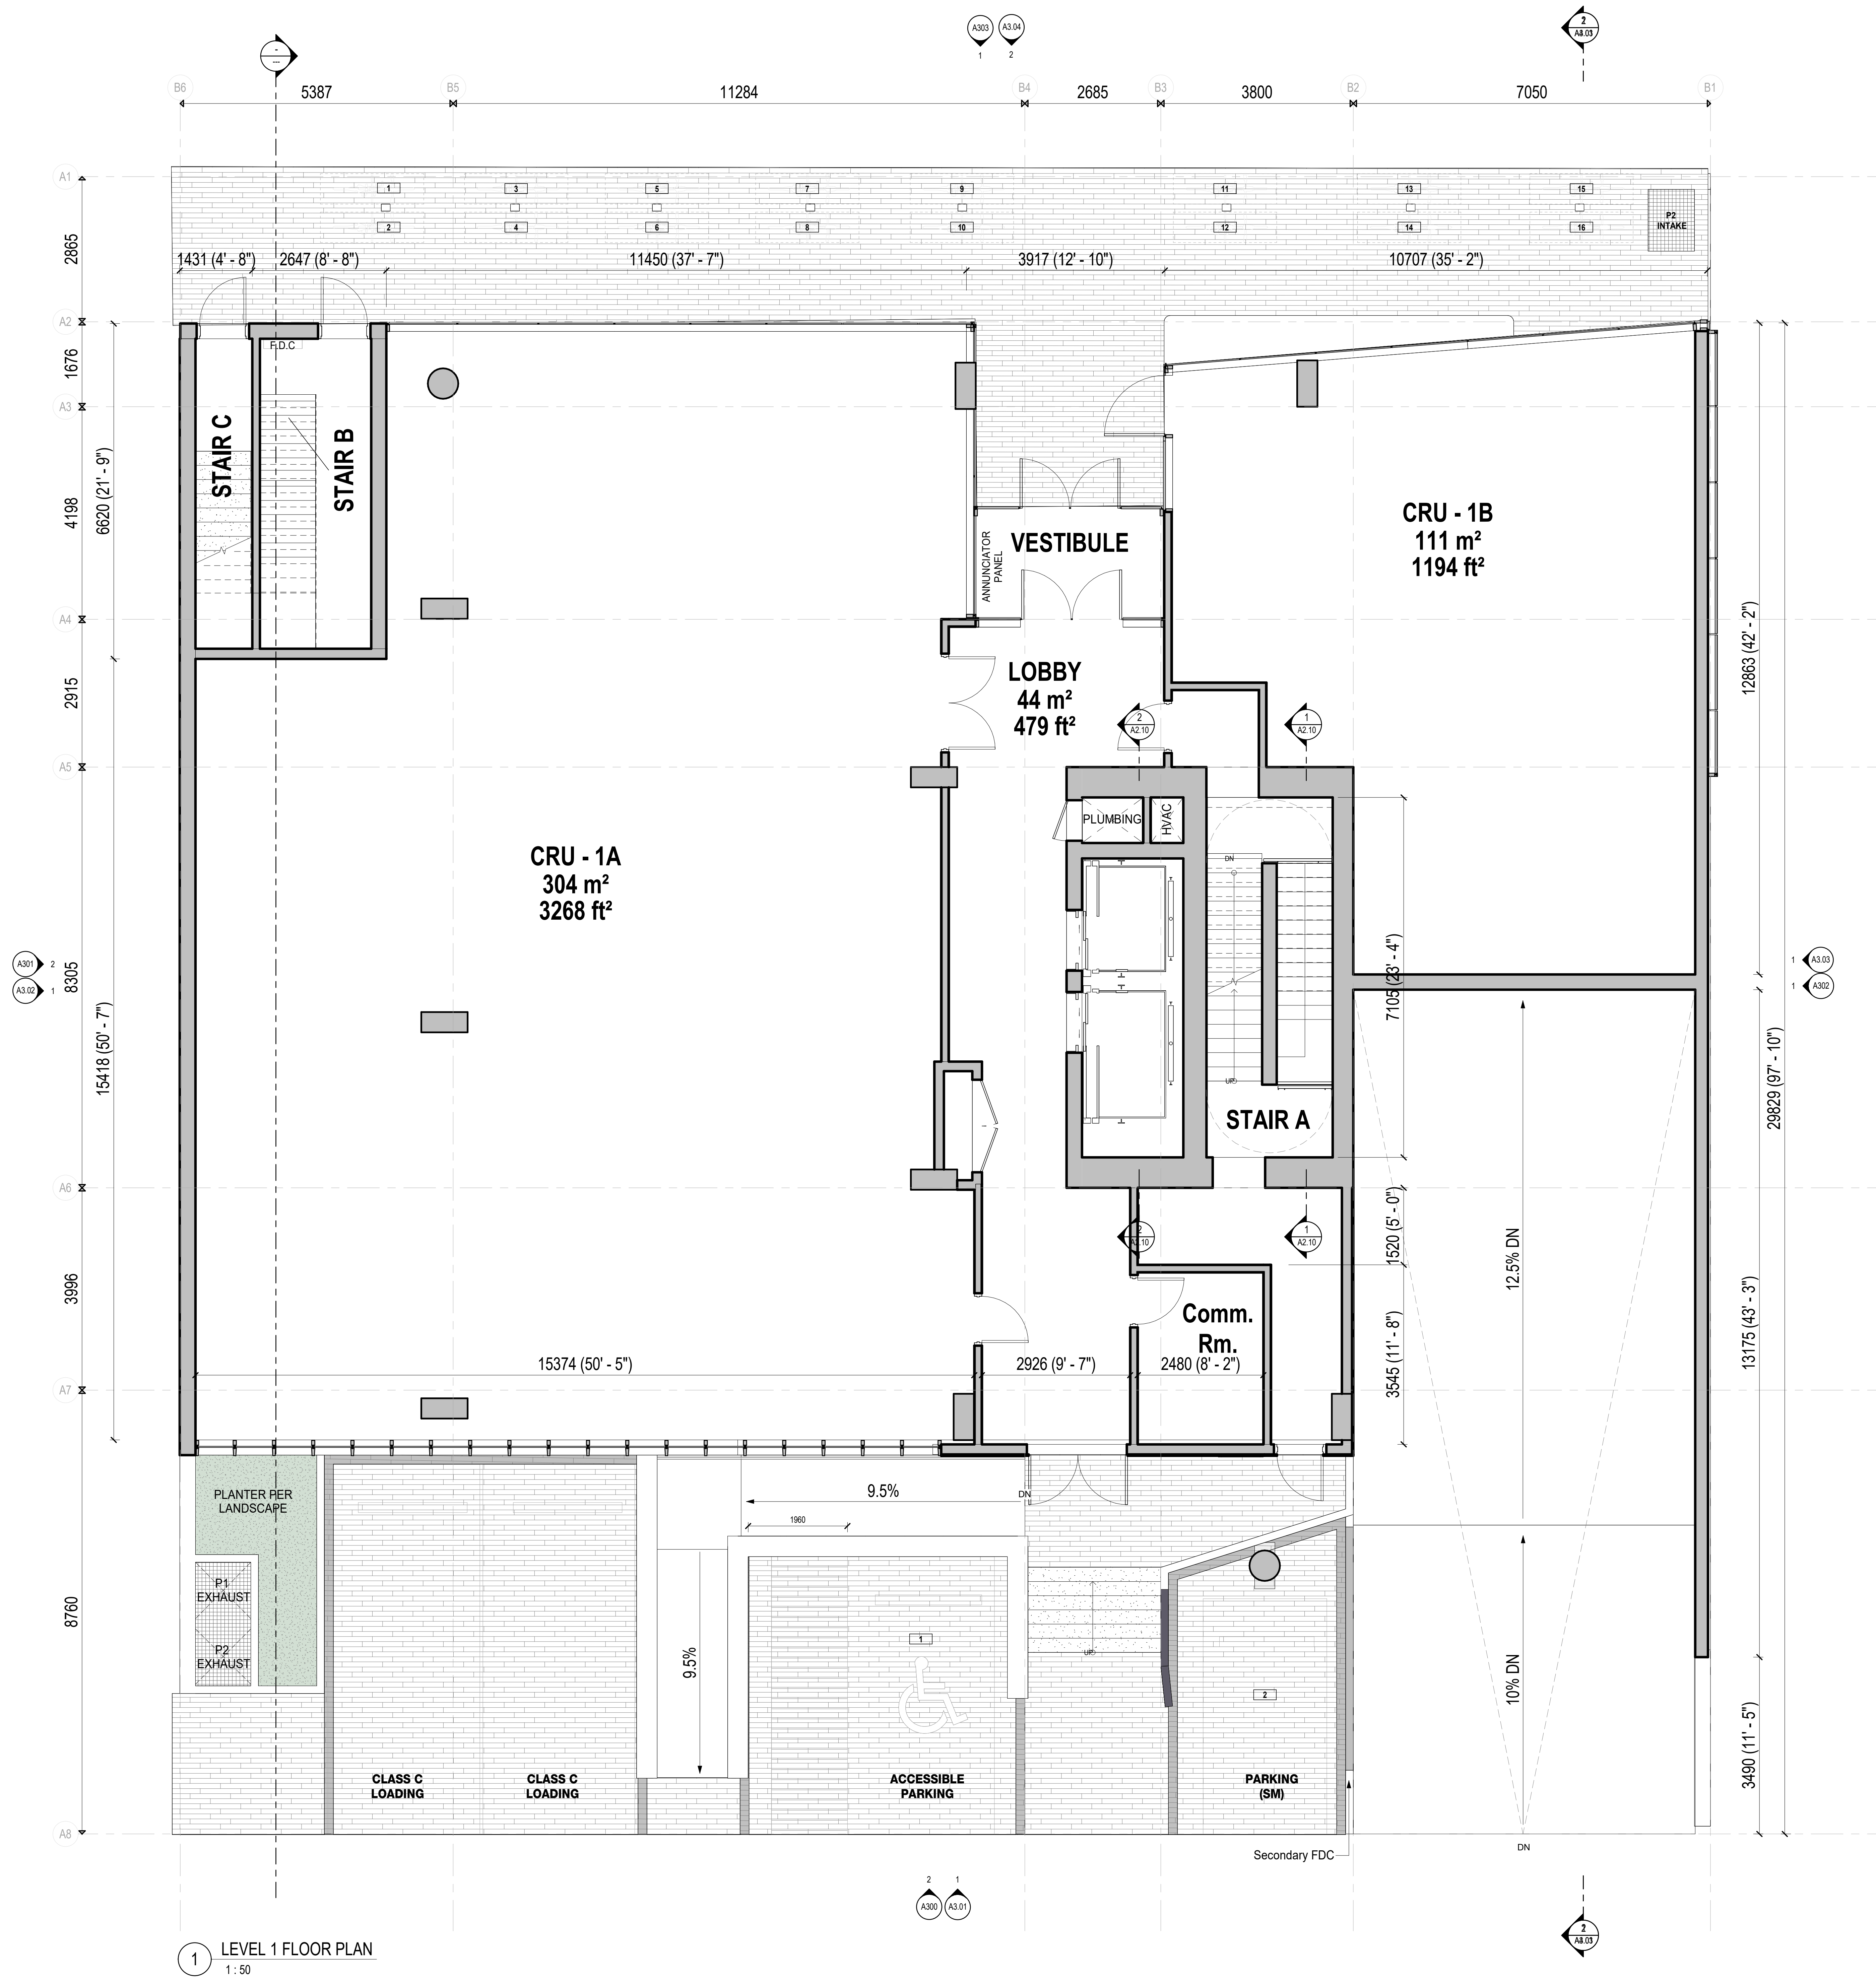 A303 A3.04
1 2
2
-
---
B6 B5 B4 B3 B2 B1
5387 11284 2685 3800 7050
A1
1 3 5 7 9 11 13 15
2 4 6 8 10 12 14 16
P2
INTAKE
2865
1431 (4' - 8") 2647 (8' - 8") 11450 (37' - 7") 3917 (12' - 10") 10707 (35' - 2")
A2
F.D.C
1676
A3
STAIR C
STAIR B
4198
6620 (21' - 9")
ANNUNCIATOR
PANEL
VESTIBULE
CRU - 1B
111 m²
1194 ft²
A4
12863 (42' - 2")
2915
LOBBY
44 m²
479 ft²
2
A2.10
1
A2.10
A5
PLUMBING
HVAC
CRU - 1A
304 m²
3268 ft²
DN
A301 2
A3.02 1
8305
7105 (23' - 4")
1 A3.03
1 A302
15418 (50' - 7")
29829 (97' - 10")
UP
STAIR A
A6
2
A2.10
1
A2.10
1520 (5' - 0")
12.5% DN
3996
Comm.
Rm.
13175 (43' - 3")
15374 (50' - 5") 2926 (9' - 7") 2480 (8' - 2")
3545 (11' - 8")
A7
PLANTER PER
LANDSCAPE
9.5%
DN
1960
P1
EXHAUST
8760
P2
EXHAUST
9.5%
1
UP
2
10% DN
3490 (11' - 5")
CLASS C
LOADING
CLASS C
LOADING
ACCESSIBLE
PARKING
PARKING
(SM)
A8
DN
Secondary FDC
2 1
A300 A3.01
2
1 LEVEL 1 FLOOR PLAN
1 : 50